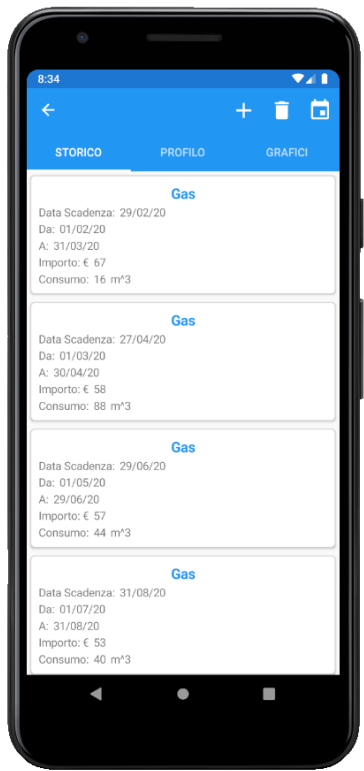 8:34
STORICO PROFILO GRAFICI
Gas
Data Scadenza: 29/02/20
Da: 01/02/20
A: 31/03/20
Importo: € 67
Consumo: 16 m^3
Gas
Data Scadenza: 27/04/20
Da: 01/03/20
A: 30/04/20
Importo: € 58
Consumo: 88 m^3
Gas
Data Scadenza: 29/06/20
Da: 01/05/20
A: 29/06/20
Importo: € 57
Consumo: 44 m^3
Gas
Data Scadenza: 31/08/20
Da: 01/07/20
A: 31/08/20
Importo: € 53
Consumo: 40 m^3